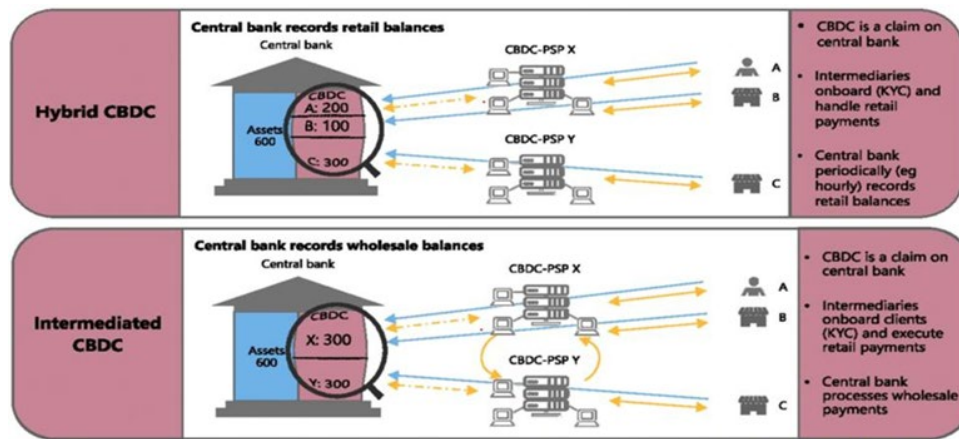 Central bank records retail balances
Central bank
CBDC-PSP X
CBDC
A: 200
B: 100
C: 300
Assets
600
CBDC-PSP Y
A
B
C
Hybrid CBDC
• CBDC is a claim on
central bank
• Intermediaries
onboard (KYC) and
handle retail
payments
• Central bank
periodically (eg
hourly) records
retail balances
Central bank records wholesale balances
Central bank
CBDC-PSP X
CBDC
X: 300
Y: 300
Assets
600
CBDC-PSP Y
A
B
C
Intermediated
CBDC
• CBDC is a claim on
central bank
• Intermediaries
onboard clients
(KYC) and execute
retail payments
• Central bank
processes wholesale
payments